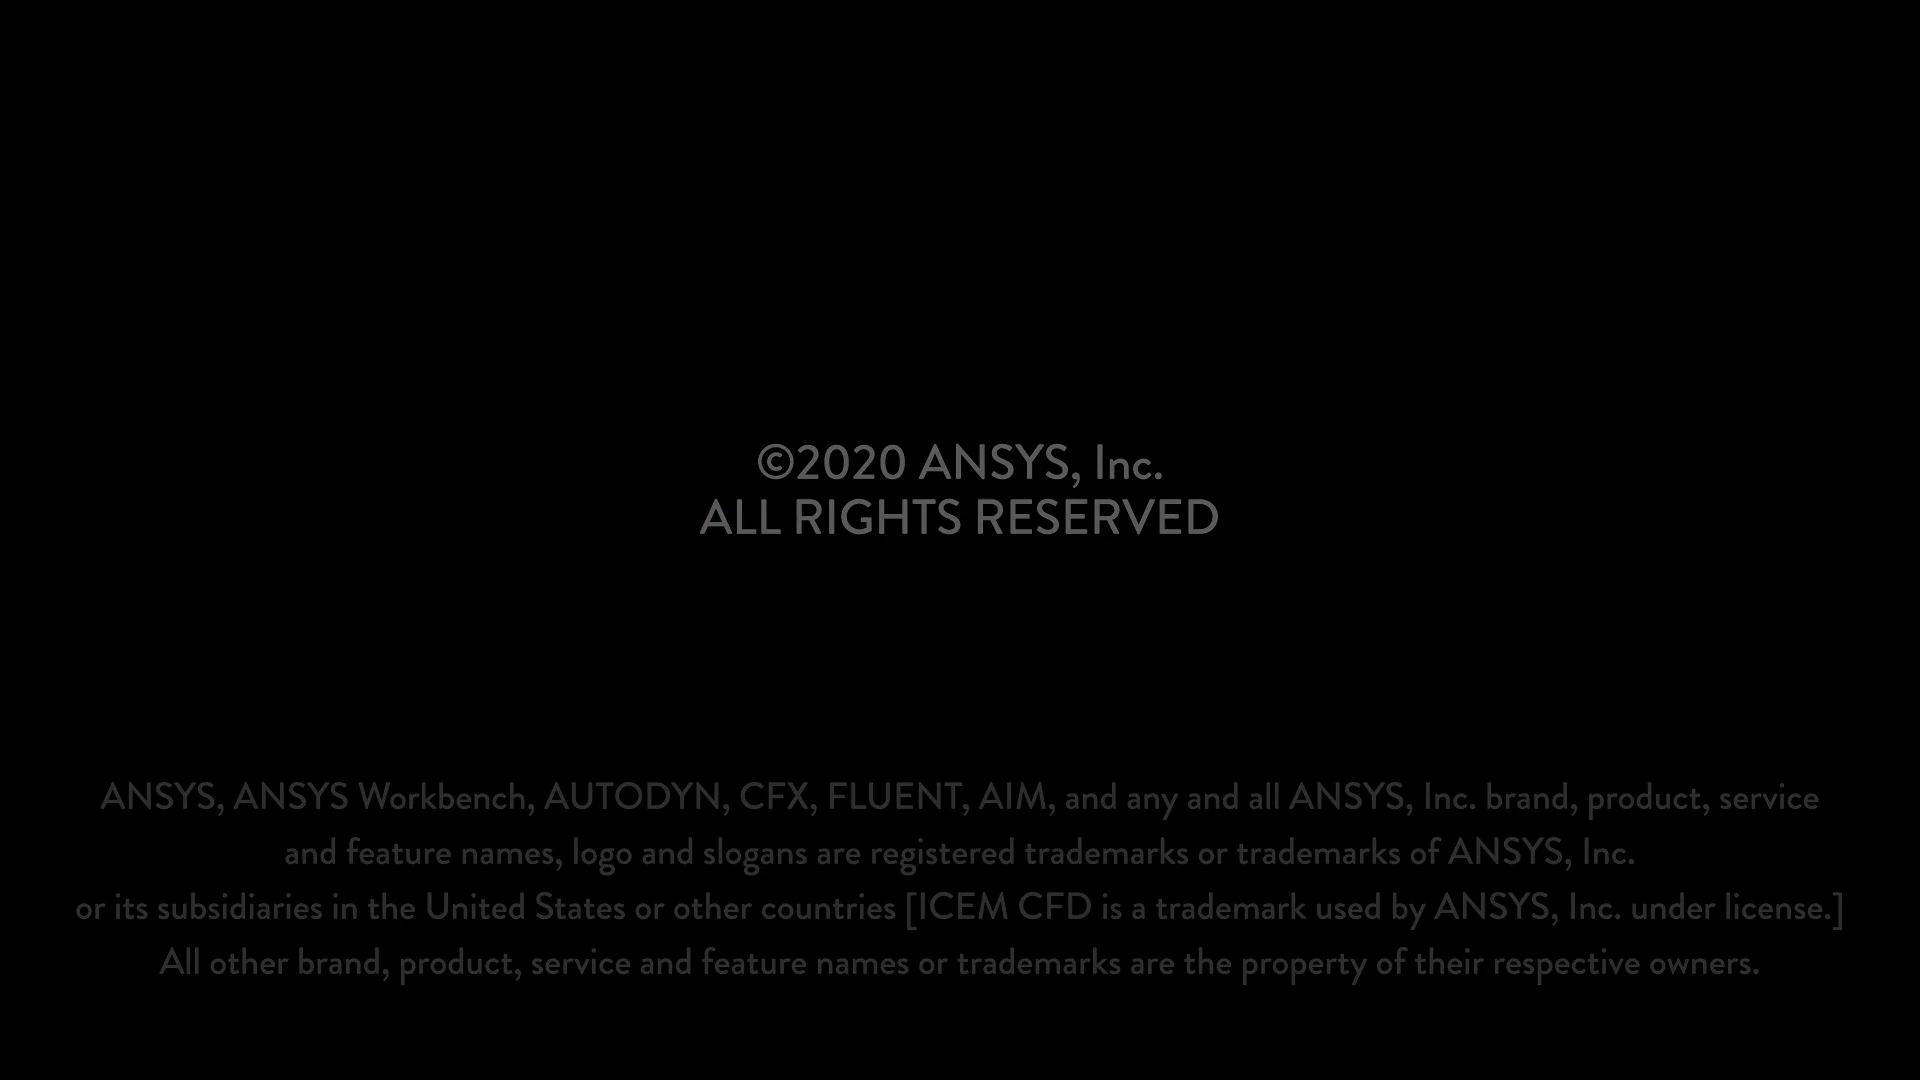 ©2020 ANSYS, Inc.
ALL RIGHTS RESERVED
ANSYS, ANSYS Workbench, AUTODYN, CFX, FLUENT, AIM, and any and all ANSYS, Inc. brand, product, service
and feature names, logo and slogans are registered trademarks or trademarks of ANSYS, Inc.
or its subsidiaries in the United States or other countries [ICEM CFD is a trademark used by ANSYS, Inc. under license.]
All other brand, product, service and feature names or trademarks are the property of their respective owners.